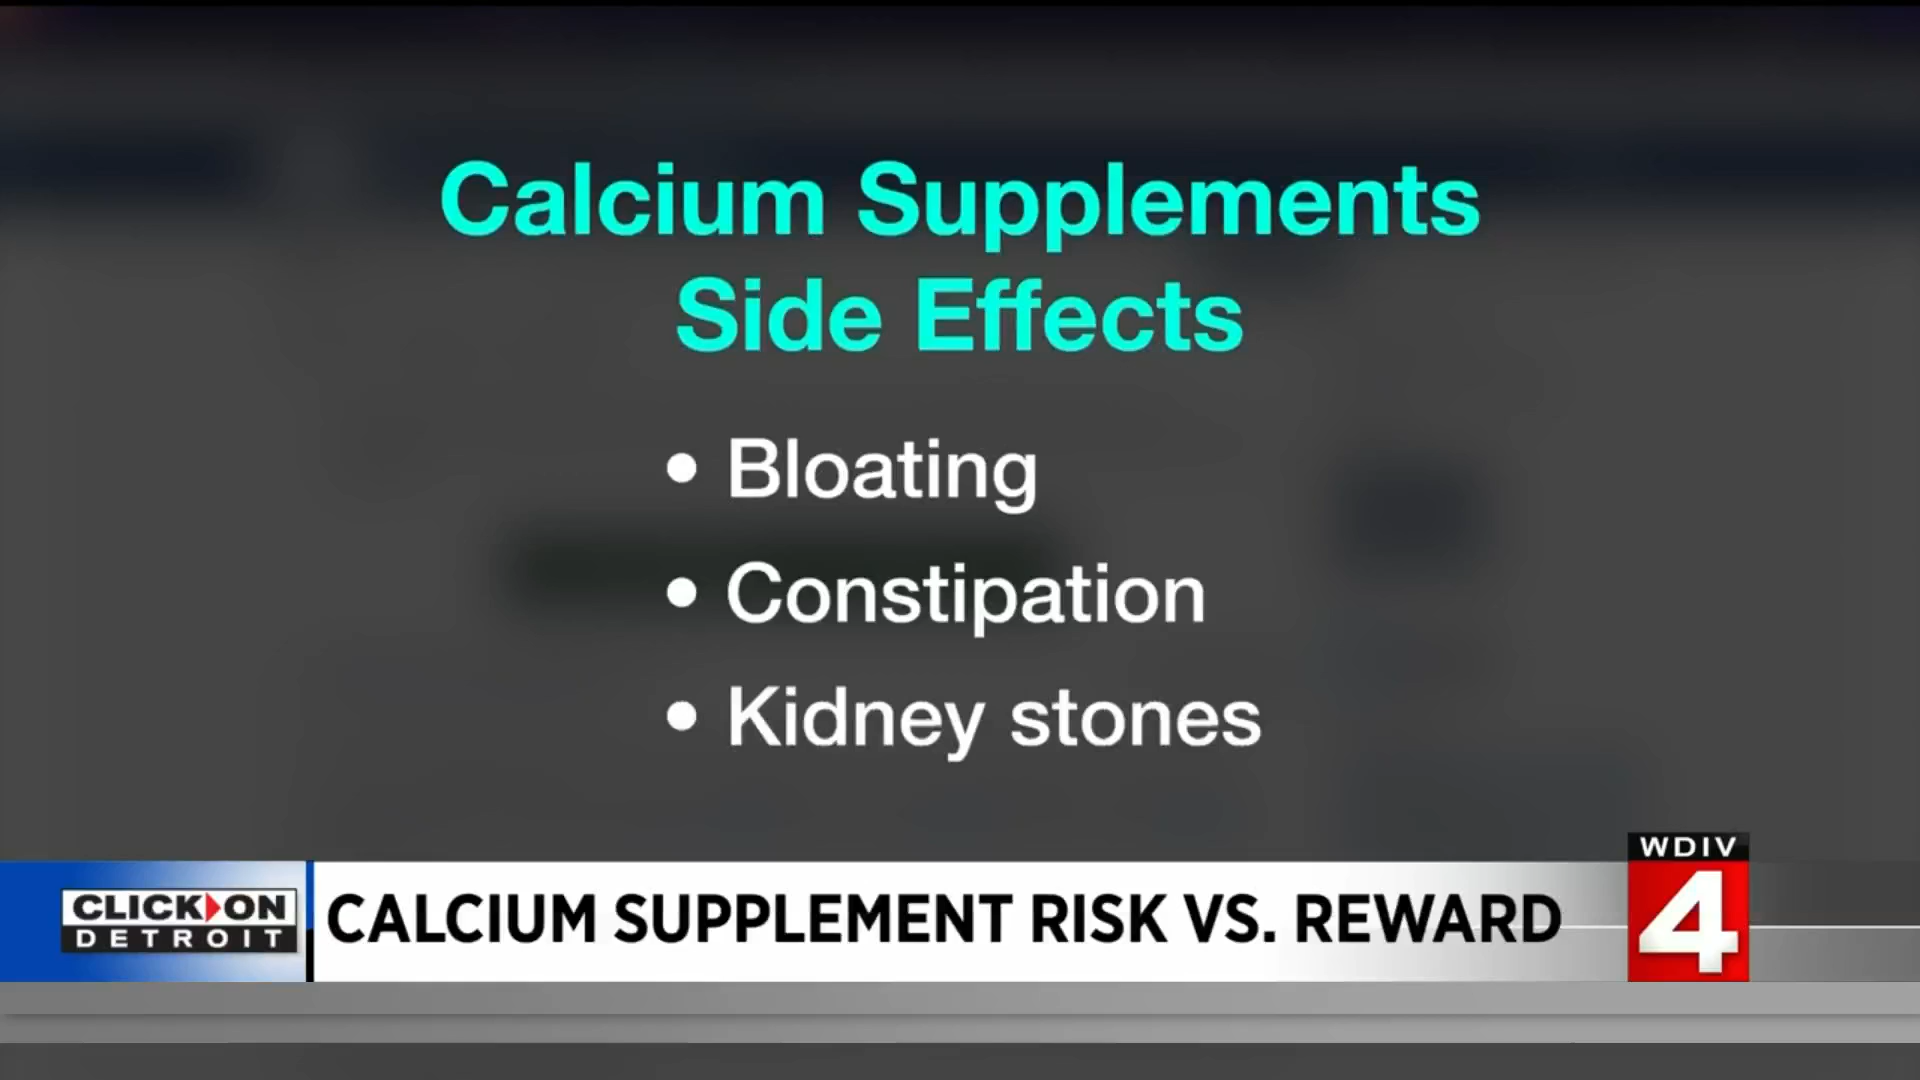 Calcium Supplements
Side Effects
• Bloating
• Constipation
• Kidney stones
WDIV
CLICK ON
DETROIT
CALCIUM SUPPLEMENT RISK VS. REWARD
4